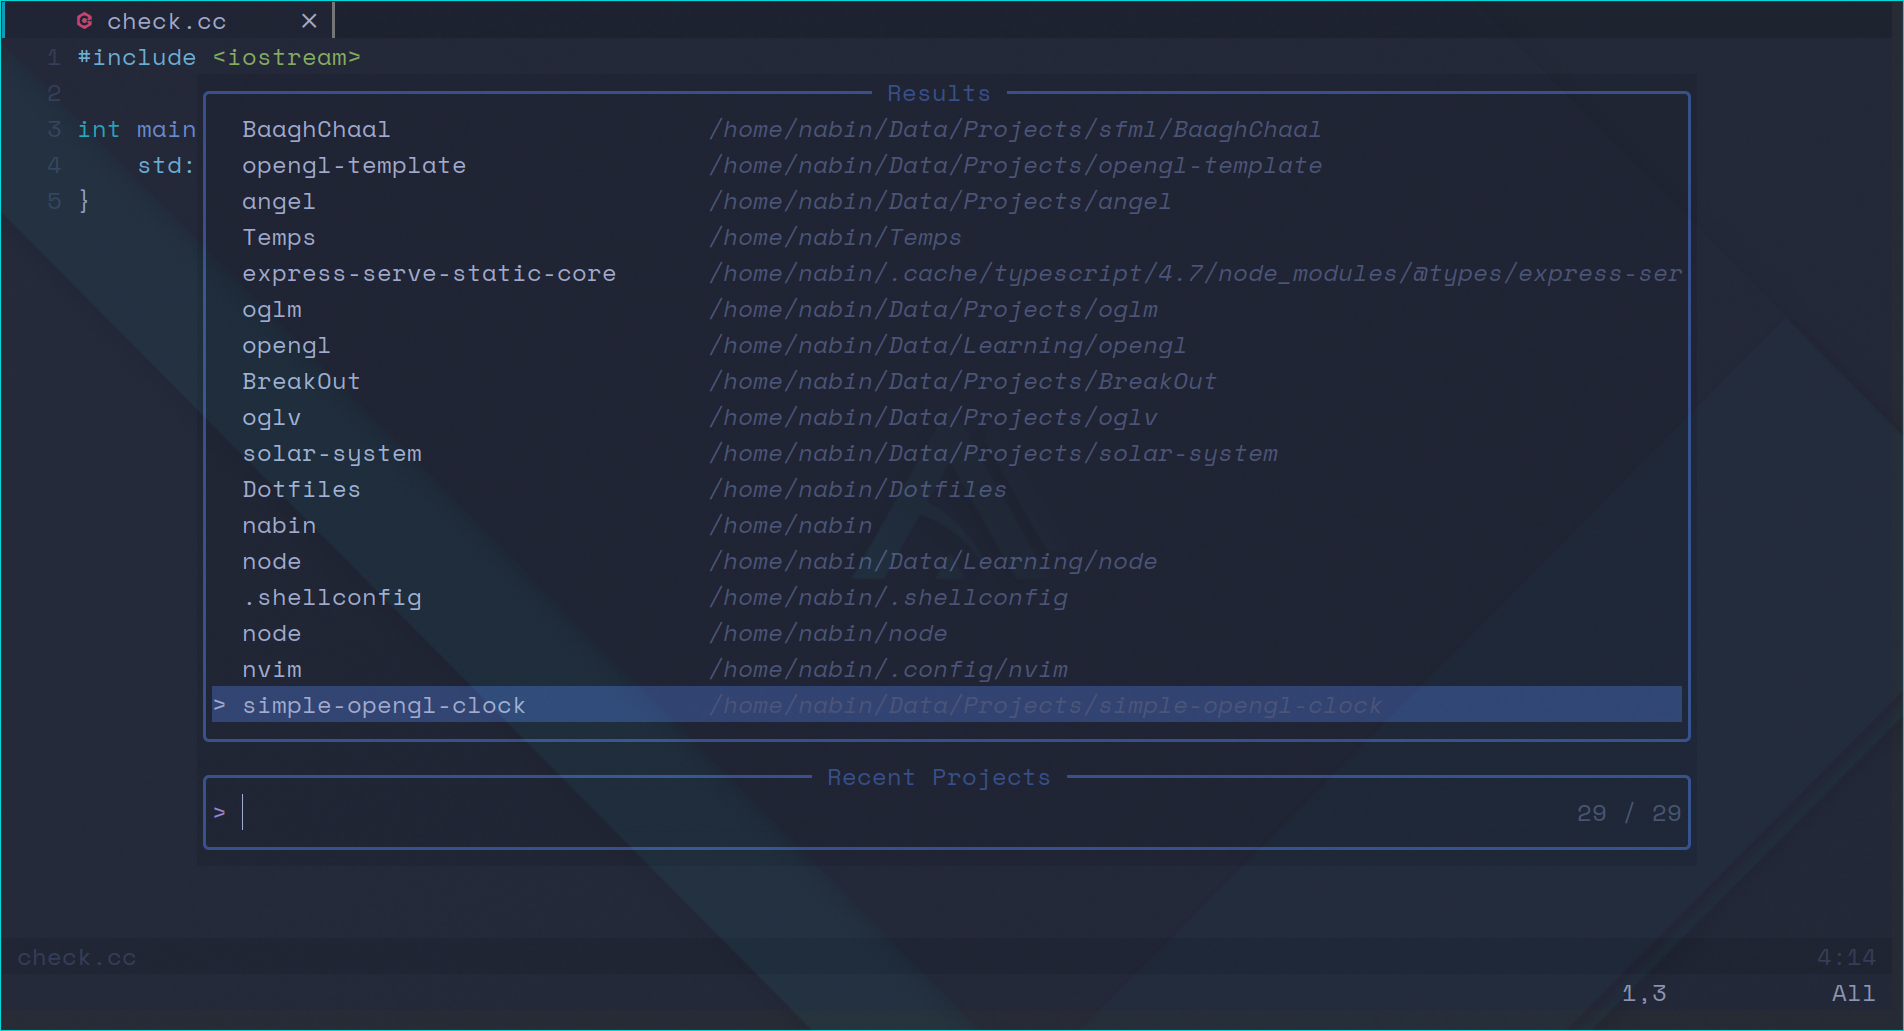 check.cc ×
1 #include <iostream>
2
3 int main
4 std:
5 }
Results
BaaghChaal /home/nabin/Data/Projects/sfml/BaaghChaal
opengl-template /home/nabin/Data/Projects/opengl-template
angel /home/nabin/Data/Projects/angel
Temps /home/nabin/Temps
express-serve-static-core /home/nabin/.cache/typescript/4.7/node_modules/@types/express-ser
oglm /home/nabin/Data/Projects/oglm
opengl /home/nabin/Data/Learning/opengl
BreakOut /home/nabin/Data/Projects/BreakOut
oglv /home/nabin/Data/Projects/oglv
solar-system /home/nabin/Data/Projects/solar-system
Dotfiles /home/nabin/Dotfiles
nabin /home/nabin
node /home/nabin/Data/Learning/node
.shellconfig /home/nabin/.shellconfig
node /home/nabin/node
nvim /home/nabin/.config/nvim
> simple-opengl-clock /home/nabin/Data/Projects/simple-opengl-clock
Recent Projects
> 29 / 29
check.cc 4:14
1,3 All